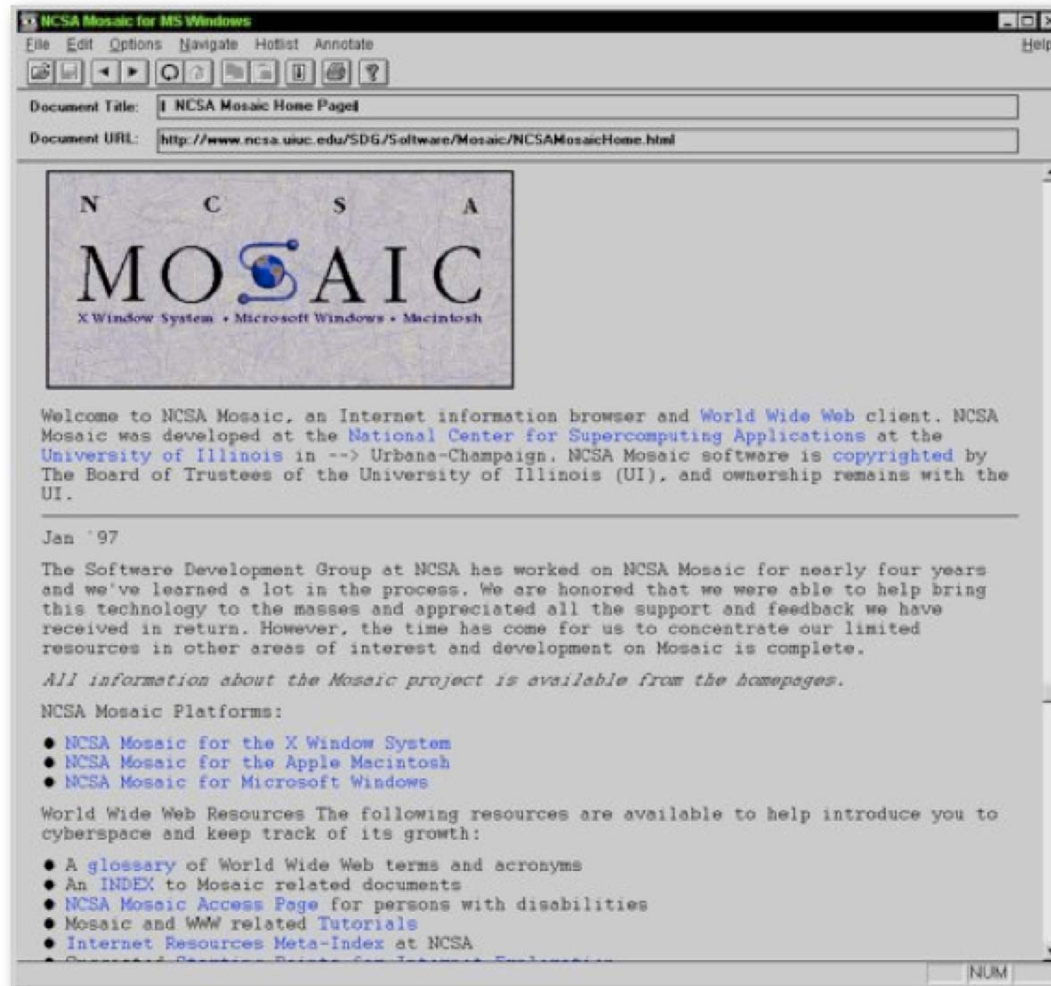 NCSA Mosaic for MS Windows
File Edit Options Navigate Hotlist Annotate Help
Document Title: NCSA Mosaic Home Page
Document URL: http://www.ncsa.uiuc.edu/SDG/Software/Mosaic/NCSAMosaicHome.html
N C S A
MOSAIC
X Window System • Microsoft Windows • Macintosh
Welcome to NCSA Mosaic, an Internet information browser and World Wide Web client. NCSA
Mosaic was developed at the National Center for Supercomputing Applications at the
University of Illinois in --> Urbana-Champaign. NCSA Mosaic software is copyrighted by
The Board of Trustees of the University of Illinois (UI), and ownership remains with the
UI.
Jan `97
The Software Development Group at NCSA has worked on NCSA Mosaic for nearly four years
and we've learned a lot in the process. We are honored that we were able to help bring
this technology to the masses and appreciated all the support and feedback we have
received in return. However, the time has come for us to concentrate our limited
resources in other areas of interest and development on Mosaic is complete.
All information about the Mosaic project is available from the homepages.
NCSA Mosaic Platforms:
● NCSA Mosaic for the X Window System
● NCSA Mosaic for the Apple Macintosh
● NCSA Mosaic for Microsoft Windows
World Wide Web Resources The following resources are available to help introduce you to
cyberspace and keep track of its growth:
● A glossary of World Wide Web terms and acronyms
● An INDEX to Mosaic related documents
● NCSA Mosaic Access Page for persons with disabilities
● Mosaic and WWW related Tutorials
● Internet Resources Meta-Index at NCSA
● Starting Points for Internet
NUM